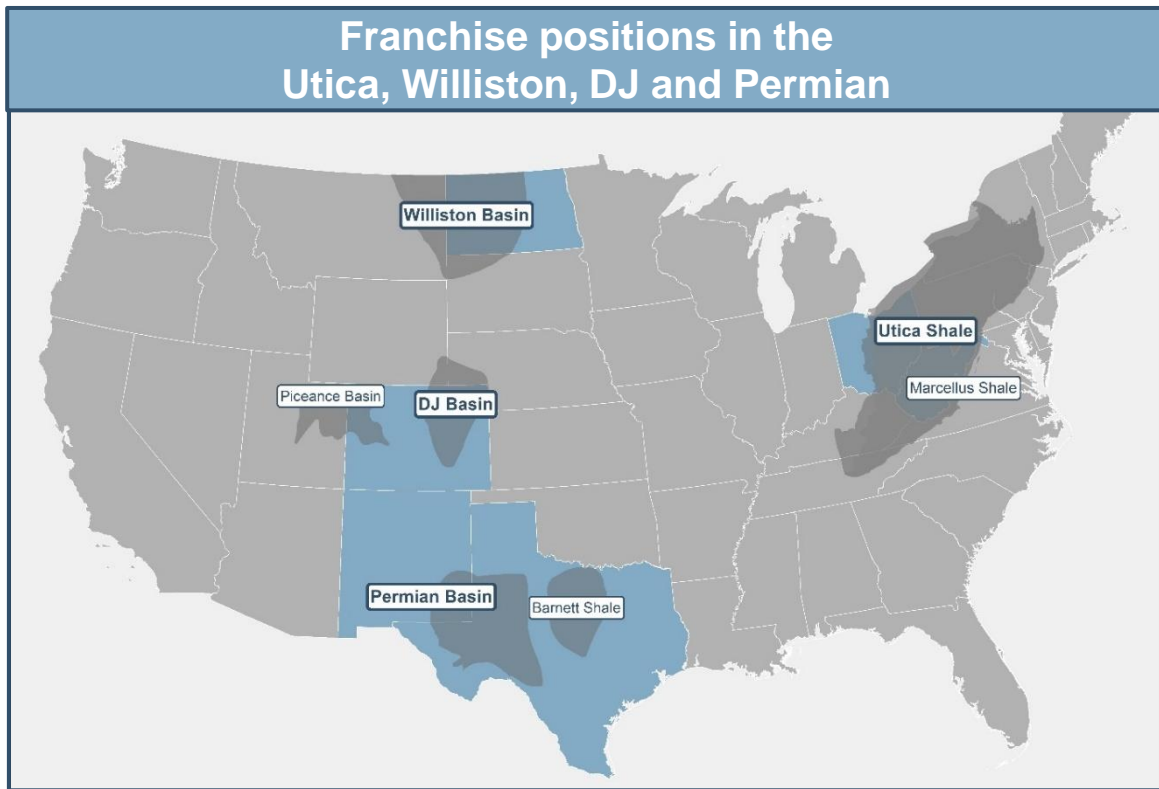 Franchise positions in the
Utica, Williston, DJ and Permian
Williston Basin
Utica Shale
Marcellus Shale
Piceance Basin
DJ Basin
Permian Basin
Barnett Shale